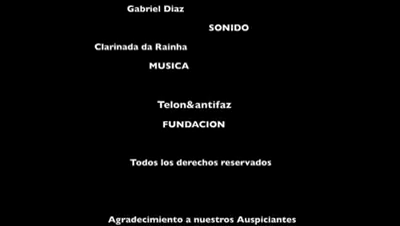 Gabriel Diaz
SONIDO
Clarinada da Rainha
MUSICA
Telon&antifaz
FUNDACION
Todos los derechos reservados
Agradecimiento a nuestros Auspiciantes